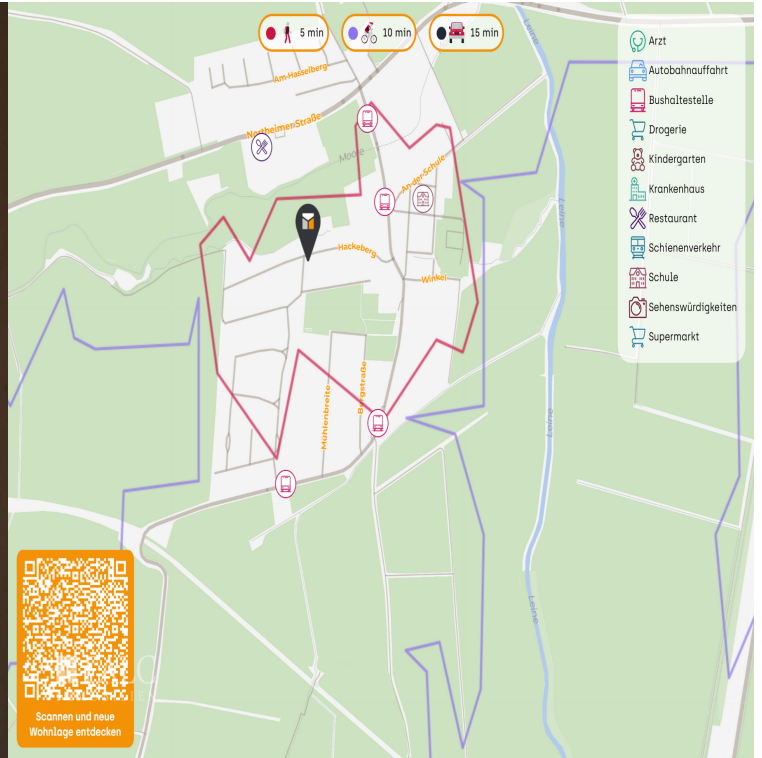 5 min
10 min
15 min
Arzt
Autobahnauffahrt
Bushaltestelle
Drogerie
Kindergarten
Krankenhaus
Restaurant
Schienenverkehr
Schule
Sehenswürdigkeiten
Supermarkt
Leine
Am Hasselberg
Northeimer Straße
Moore
An der Schule
Leine
Hackeberg
Winkel
Bergstraße
Mühlenbreite
Leine
Leine
Scannen und neue
Wohnlage entdecken